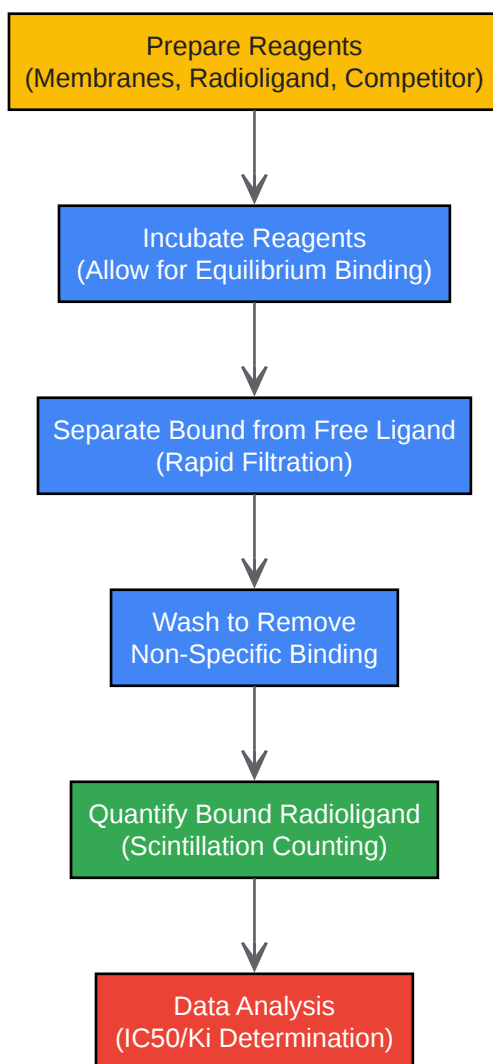 Prepare Reagents
(Membranes, Radioligand, Competitor)
Incubate Reagents
(Allow for Equilibrium Binding)
Separate Bound from Free Ligand
(Rapid Filtration)
Wash to Remove
Non-Specific Binding
Quantify Bound Radioligand
(Scintillation Counting)
Data Analysis
(IC50/Ki Determination)